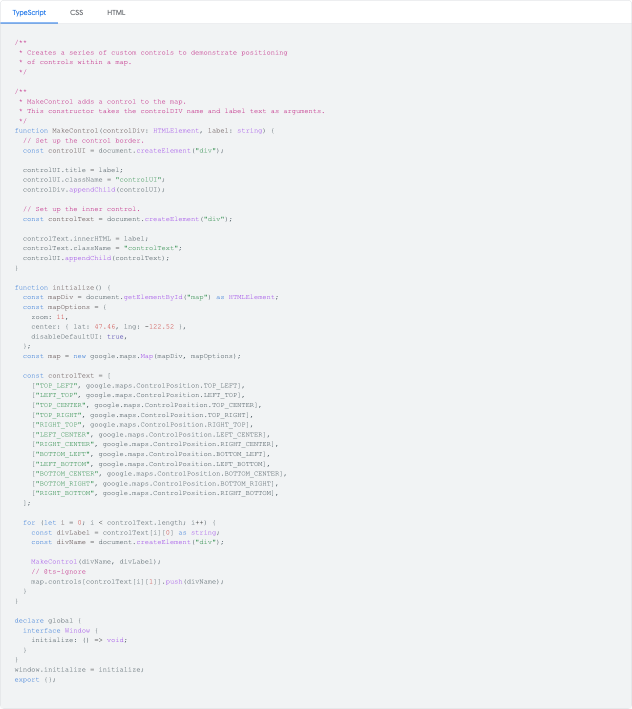 TypeScript CSS HTML
/**
 * Creates a series of custom controls to demonstrate positioning
 * of controls within a map.
 */
/**
 * MakeControl adds a control to the map.
 * This constructor takes the controlDIV name and label text as arguments.
 */
function MakeControl(controlDiv: HTMLElement, label: string) {
  // Set up the control border.
  const controlUI = document.createElement("div");
  controlUI.title = label;
  controlUI.className = "controlUI";
  controlDiv.appendChild(controlUI);
  // Set up the inner control.
  const controlText = document.createElement("div");
  controlText.innerHTML = label;
  controlText.className = "controlText";
  controlUI.appendChild(controlText);
}
function initialize() {
  const mapDiv = document.getElementById("map") as HTMLElement;
  const mapOptions = {
    zoom: 11,
    center: { lat: 47.46, lng: -122.52 },
    disableDefaultUI: true,
  };
  const map = new google.maps.Map(mapDiv, mapOptions);
  const controlText = [
    ["TOP_LEFT", google.maps.ControlPosition.TOP_LEFT],
    ["LEFT_TOP", google.maps.ControlPosition.LEFT_TOP],
    ["TOP_CENTER", google.maps.ControlPosition.TOP_CENTER],
    ["TOP_RIGHT", google.maps.ControlPosition.TOP_RIGHT],
    ["RIGHT_TOP", google.maps.ControlPosition.RIGHT_TOP],
    ["LEFT_CENTER", google.maps.ControlPosition.LEFT_CENTER],
    ["RIGHT_CENTER", google.maps.ControlPosition.RIGHT_CENTER],
    ["BOTTOM_LEFT", google.maps.ControlPosition.BOTTOM_LEFT],
    ["LEFT_BOTTOM", google.maps.ControlPosition.LEFT_BOTTOM],
    ["BOTTOM_CENTER", google.maps.ControlPosition.BOTTOM_CENTER],
    ["BOTTOM_RIGHT", google.maps.ControlPosition.BOTTOM_RIGHT],
    ["RIGHT_BOTTOM", google.maps.ControlPosition.RIGHT_BOTTOM],
  ];
  for (let i = 0; i < controlText.length; i++) {
    const divLabel = controlText[i][0] as string;
    const divName = document.createElement("div");
    MakeControl(divName, divLabel);
    // @ts-ignore
    map.controls[controlText[i][1]].push(divName);
  }
}
declare global {
  interface Window {
    initialize: () => void;
  }
}
window.initialize = initialize;
export {};